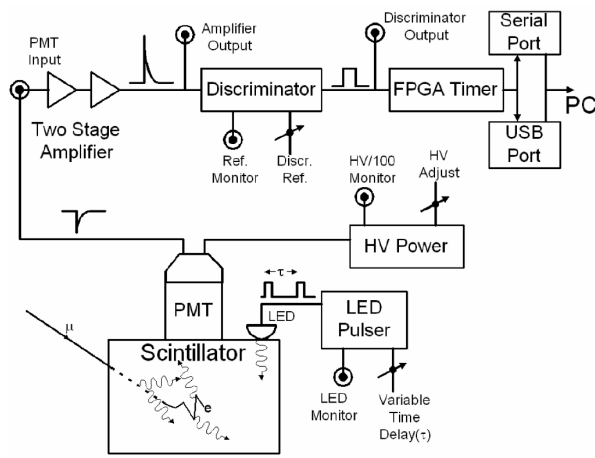 Amplifier
Output
Discriminator
Output
Serial
Port
PMT
Input
Discriminator
FPGA Timer
PC
Two Stage
Amplifier
USB
Port
Ref.
Monitor
Discr.
Ref.
HV/100
Monitor
HV
Adjust
HV Power
PMT
τ
LED
LED
Pulser
μ
Scintillator
e
LED
Monitor
Variable
Time
Delay(τ)